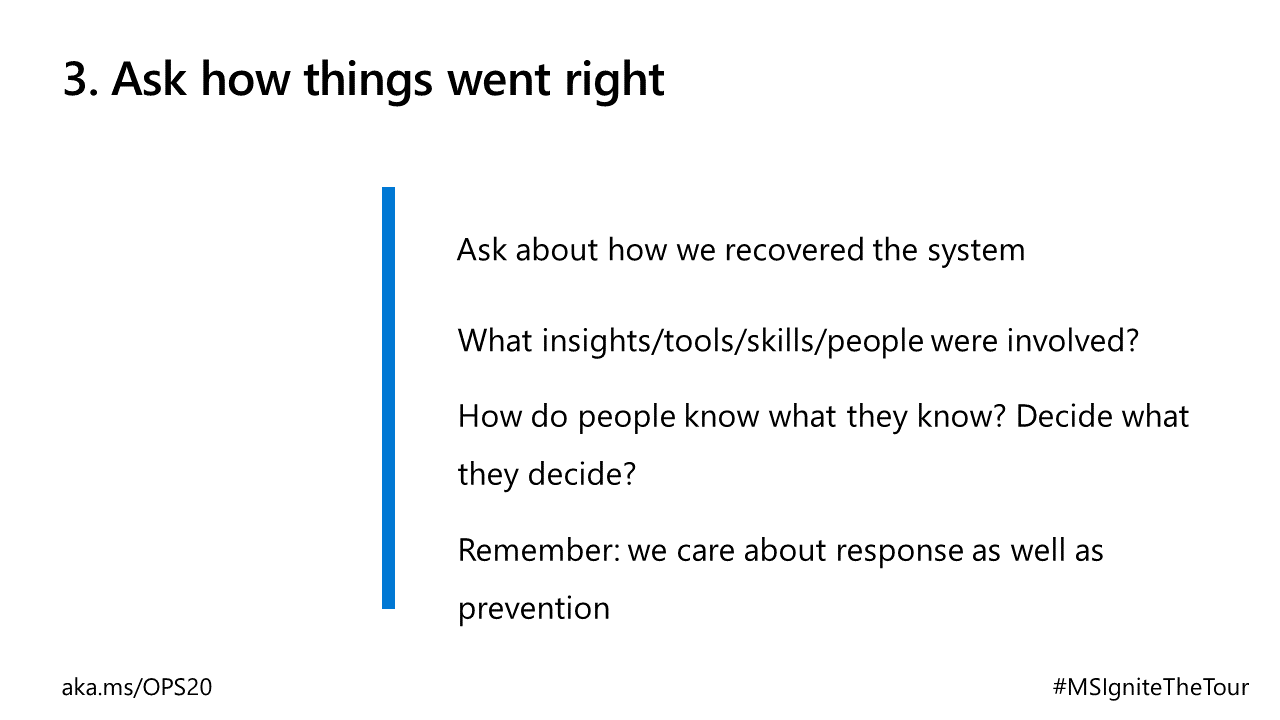 3. Ask how things went right
Ask about how we recovered the system
What insights/tools/skills/people were involved?
How do people know what they know? Decide what
they decide?
Remember: we care about response as well as
prevention
aka.ms/OPS20
#MSIgniteTheTour